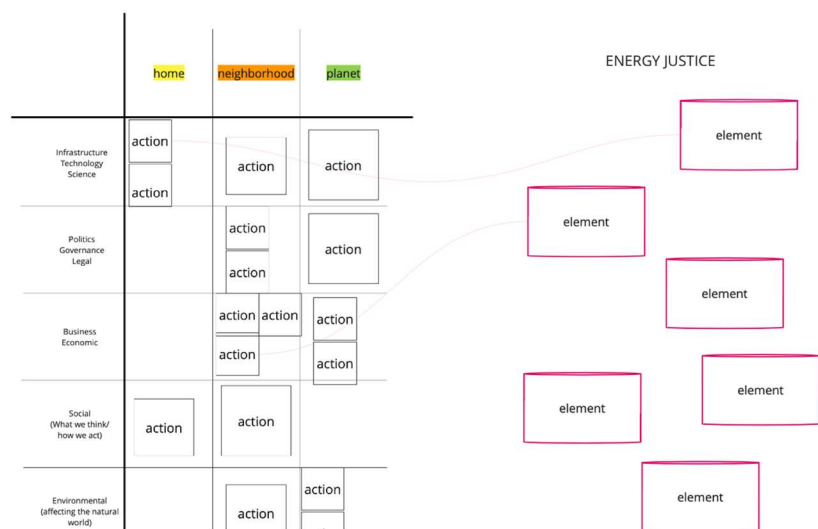 ENERGY JUSTICE
home neighborhood planet
element
action
Infrastructure
Technology
Science
action
action
action
action
element
Politics
Governance
Legal
action
action
action
element
Business
Economic
action action
action
action
action
element
element
Social
(What we think/
how we act)
action
action
Environmental
(affecting the natural
world)
action
action
element